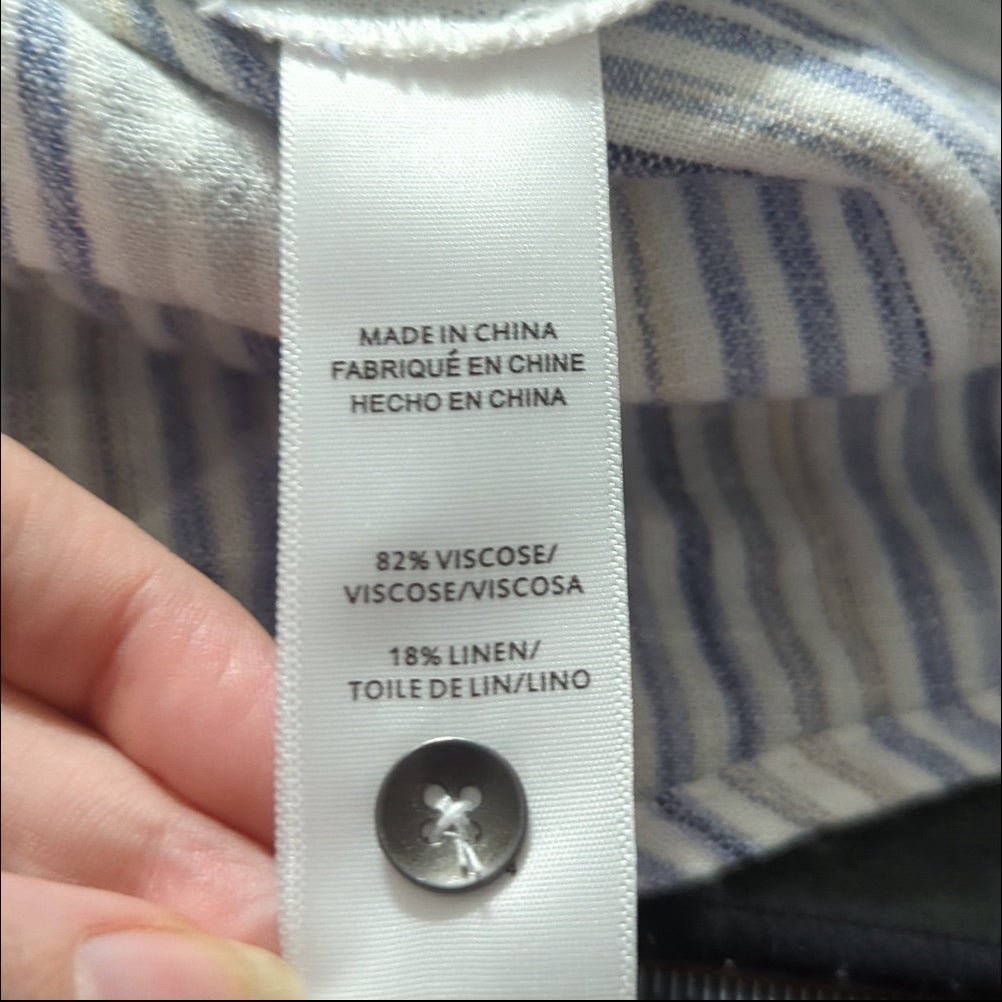 MADE IN CHINA
FABRIQUÉ EN CHINE
HECHO EN CHINA
82% VISCOSE/
VISCOSE/VISCOSA
18% LINEN/
TOILE DE LIN/LINO